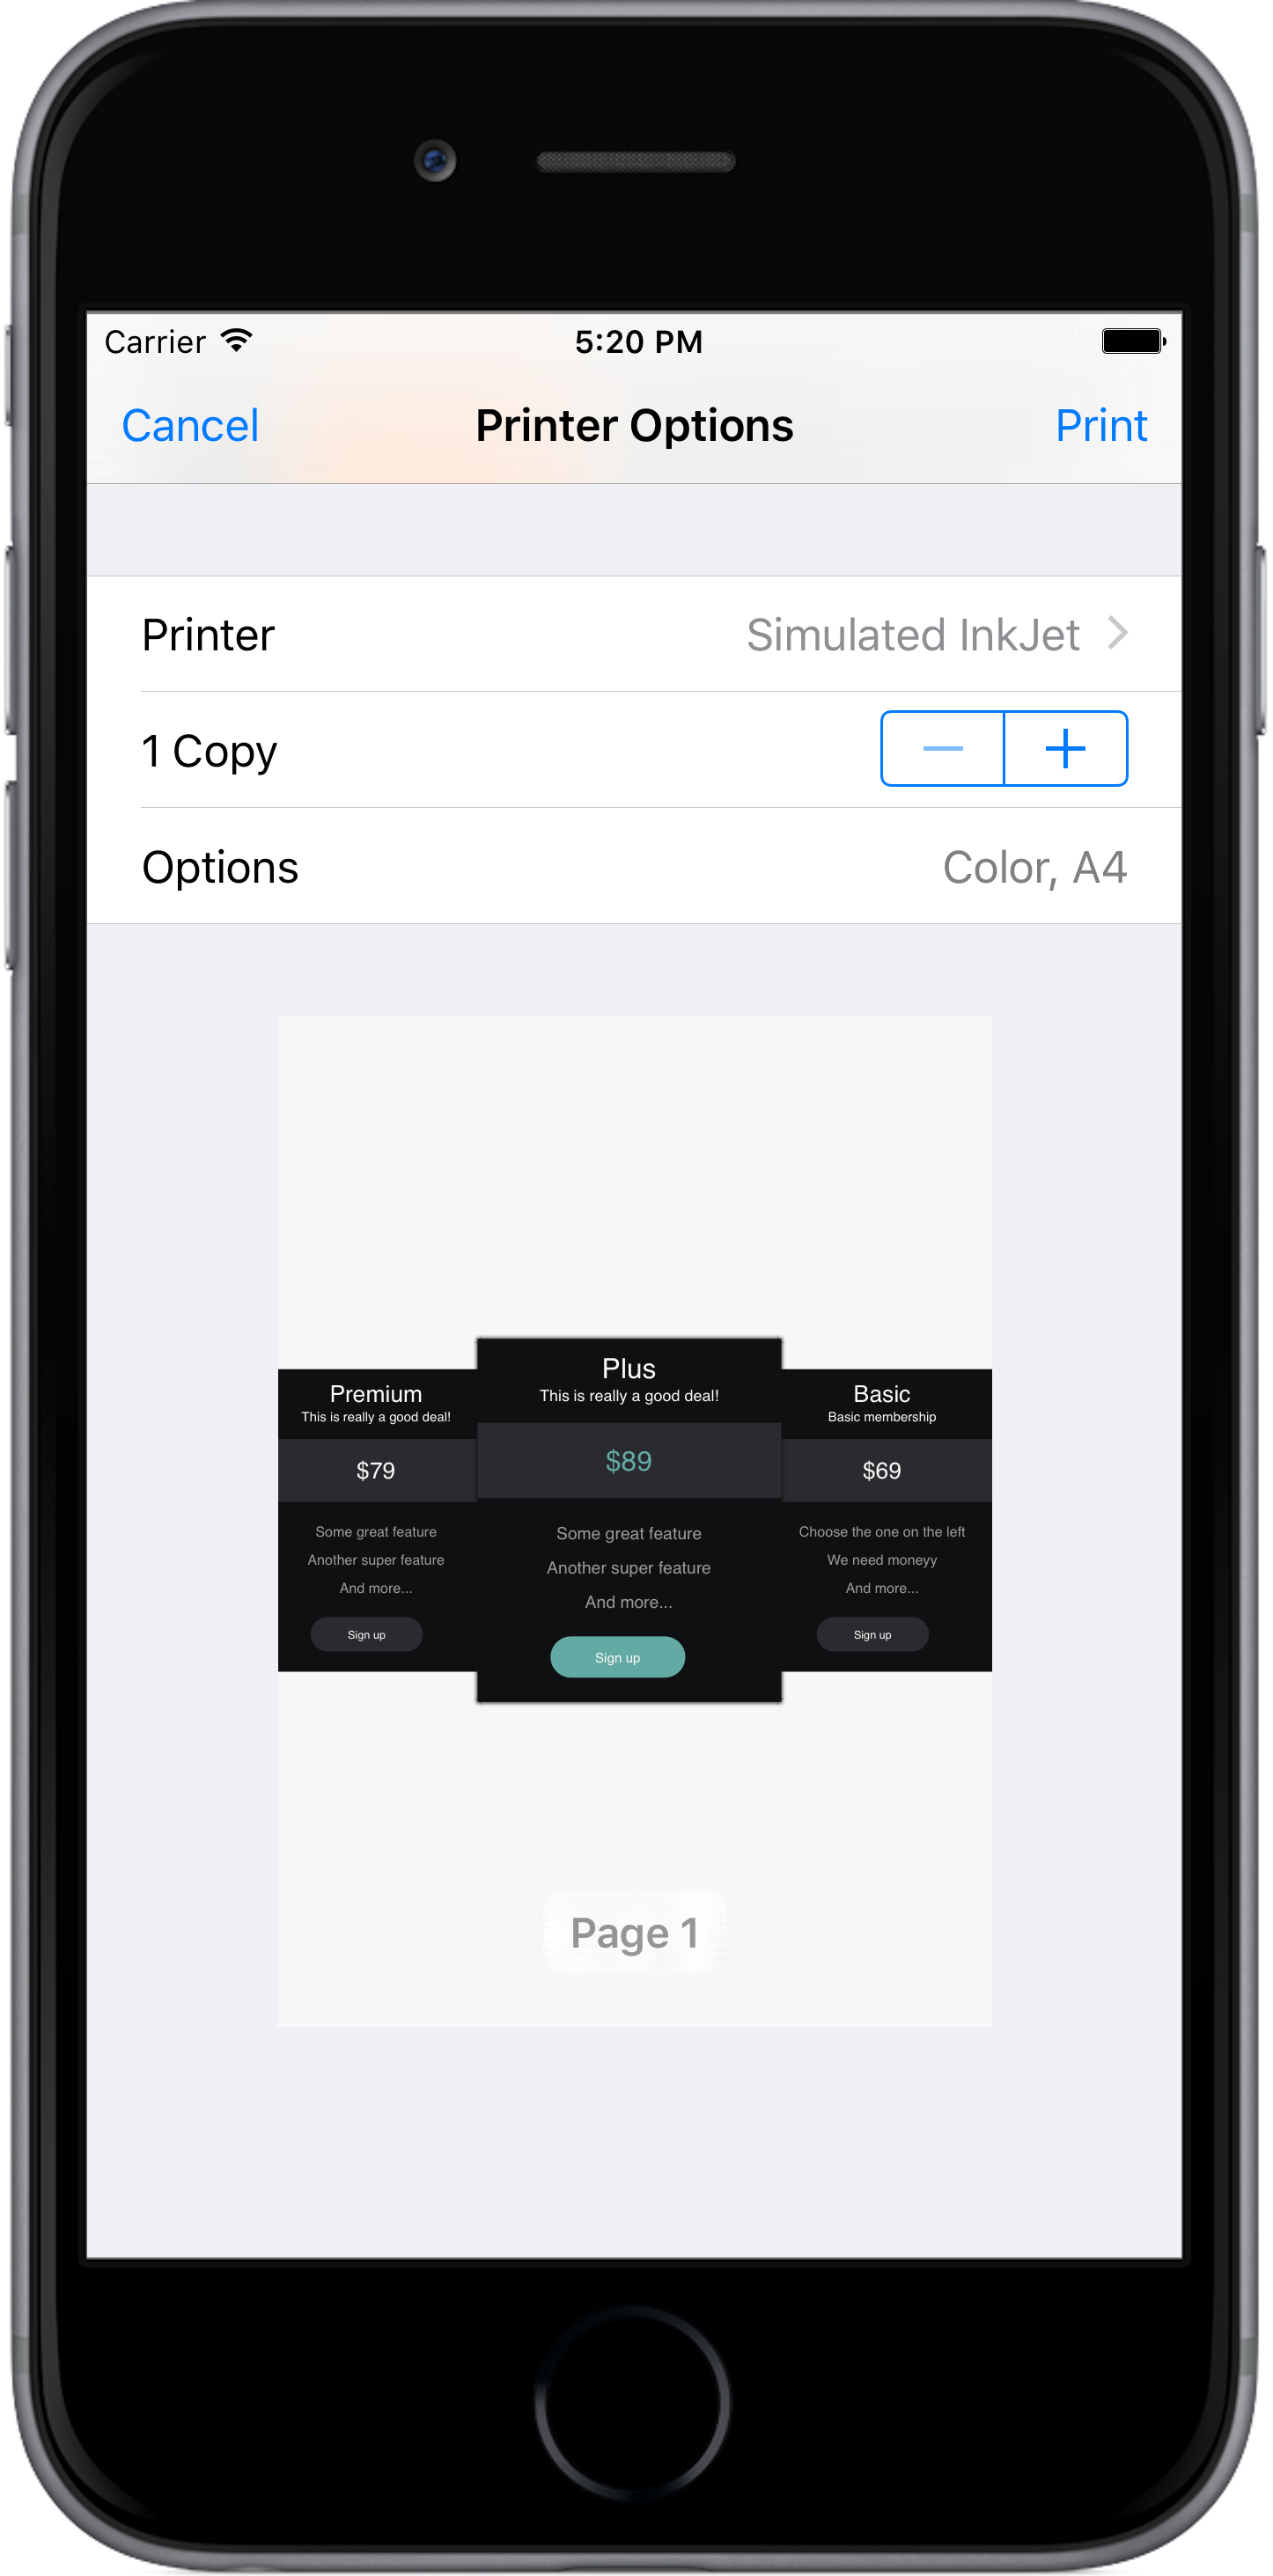 Carrier 5:20 PM
Cancel Printer Options Print
Printer Simulated InkJet
1 Copy
Options Color, A4
Premium
This is really a good deal!
$79
Some great feature
Another super feature
And more...
Sign up
Plus
This is really a good deal!
$89
Some great feature
Another super feature
And more...
Sign up
Basic
Basic membership
$69
Choose the one on the left
We need moneyy
And more...
Sign up
Page 1